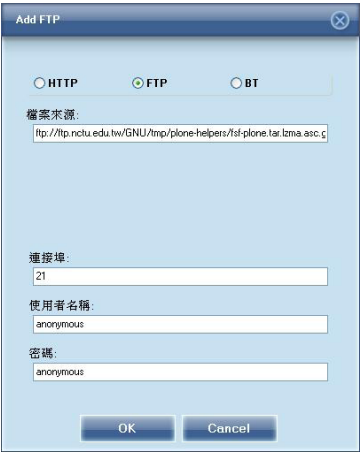 Add FTP
HTTP FTP BT
檔案來源:
ftp://ftp.nctu.edu.tw/GNU/tmp/plone-helpers/fsf-plone.tar.lzma.asc.g
連接埠:
21
使用者名稱:
anonymous
密碼:
anonymous
OK Cancel